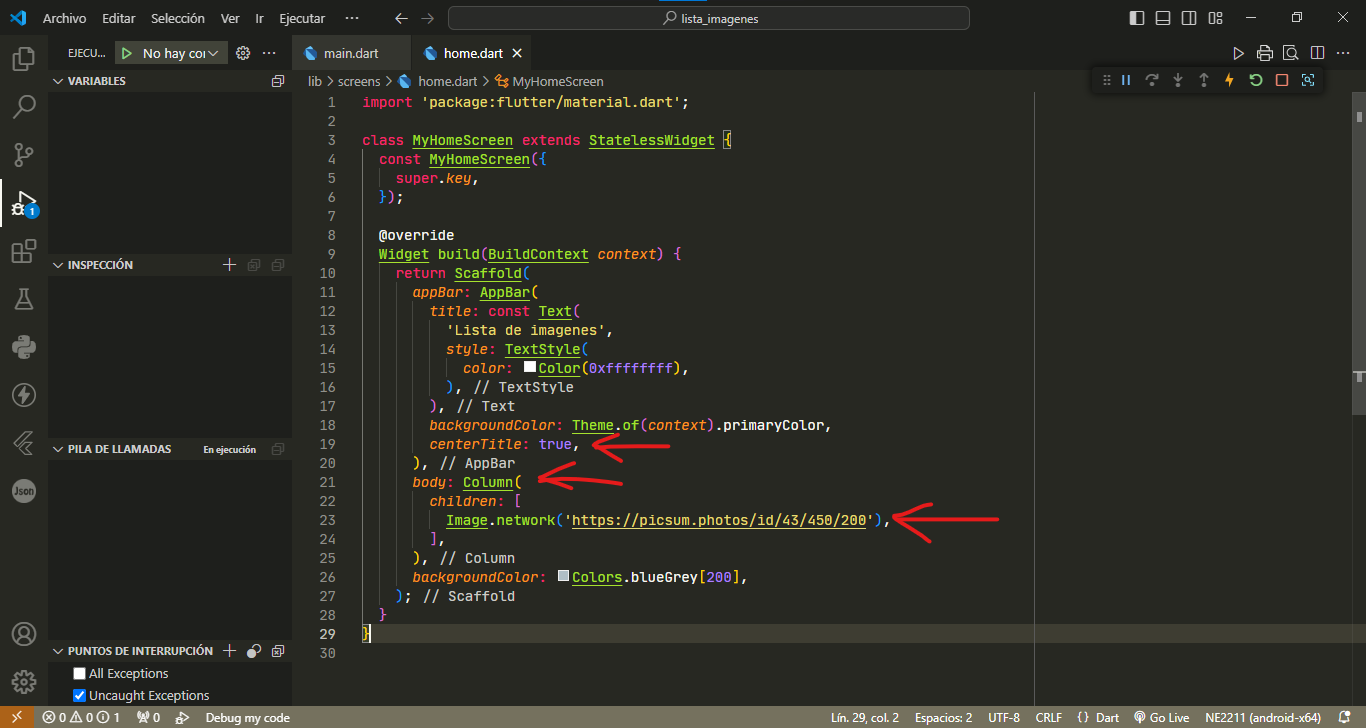 Archivo Editar Selección Ver Ir Ejecutar ··· lista_imagenes
EJECU... No hay cor ···
main.dart home.dart
lib > screens > home.dart > MyHomeScreen
VARIABLES
INSPECCIÓN
PILA DE LLAMADAS En ejecución
PUNTOS DE INTERRUPCIÓN
All Exceptions
Uncaught Exceptions
1
Json
1 import 'package:flutter/material.dart';
2
3 class MyHomeScreen extends StatelessWidget {
4 const MyHomeScreen({
5 super.key,
6 });
7
8 @override
9 Widget build(BuildContext context) {
10 return Scaffold(
11 appBar: AppBar(
12 title: const Text(
13 'Lista de imagenes',
14 style: TextStyle(
15 color: Color(0xffffffff),
16 ), // TextStyle
17 ), // Text
18 backgroundColor: Theme.of(context).primaryColor,
19 centerTitle: true,
20 ), // AppBar
21 body: Column(
22 children: [
23 Image.network('https://picsum.photos/id/43/450/200'),
24 ],
25 ), // Column
26 backgroundColor: Colors.blueGrey[200],
27 ); // Scaffold
28 }
29 }
30
0 0 1 0 Debug my code Lín. 29, col. 2 Espacios: 2 UTF-8 CRLF {} Dart Go Live NE2211 (android-x64)